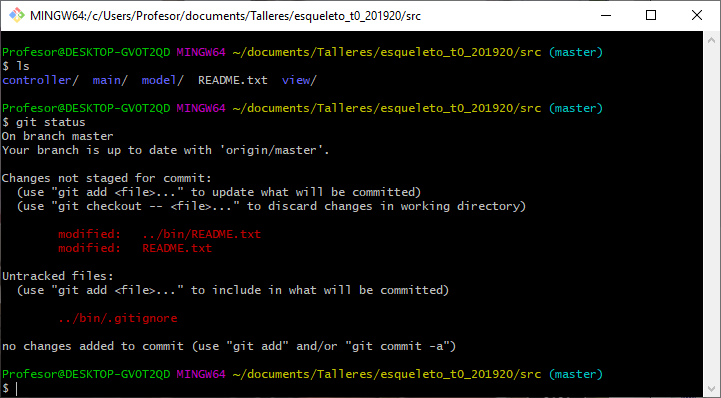 MINGW64:/c/Users/Profesor/documents/Talleres/esqueleto_t0_201920/src
Profesor@DESKTOP-GVOT2QD MINGW64 ~/documents/Talleres/esqueleto_t0_201920/src (master)
$ ls
controller/  main/  model/  README.txt  view/
Profesor@DESKTOP-GVOT2QD MINGW64 ~/documents/Talleres/esqueleto_t0_201920/src (master)
$ git status
On branch master
Your branch is up to date with 'origin/master'.
Changes not staged for commit:
  (use "git add <file>..." to update what will be committed)
  (use "git checkout -- <file>..." to discard changes in working directory)
        modified:   ../bin/README.txt
        modified:   README.txt
Untracked files:
  (use "git add <file>..." to include in what will be committed)
        ../bin/.gitignore
no changes added to commit (use "git add" and/or "git commit -a")
Profesor@DESKTOP-GVOT2QD MINGW64 ~/documents/Talleres/esqueleto_t0_201920/src (master)
$